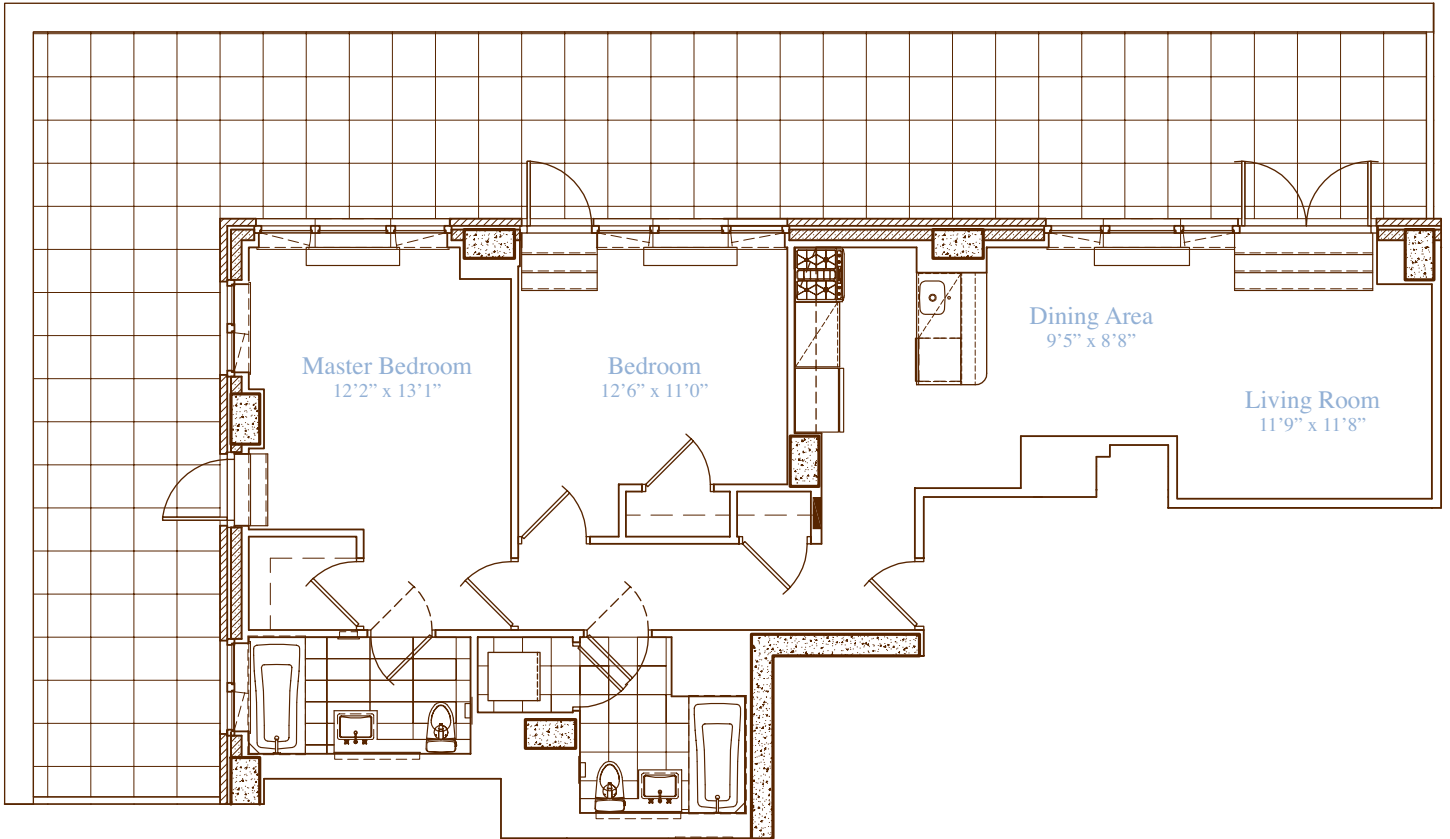 Master Bedroom
12’2” x 13’1”
Bedroom
12’6” x 11’0”
Dining Area
9’5” x 8’8”
Living Room
11’9” x 11’8”